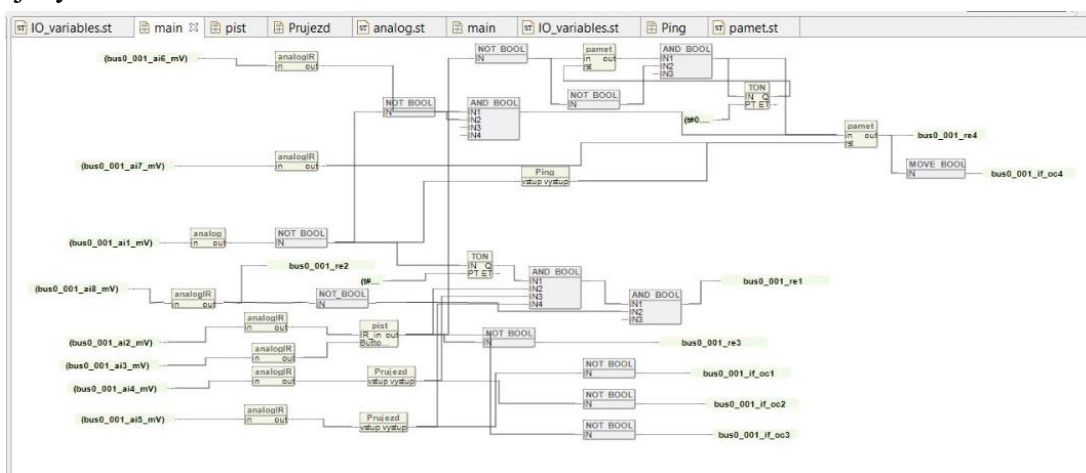 IO_variables.st
main
pist
Prujezd
analog.st
main
IO_variables.st
Ping
pamet.st
(bus0_001_ai6_mV)
analogIR
in out
NOT BOOL
IN
pamet
in out
rst
AND BOOL
IN1
IN2
IN3
NOT BOOL
IN
AND BOOL
IN1
IN2
IN3
IN4
NOT BOOL
IN
TON
IN Q
PT ET
(t#0....
pamet
in out
rst
bus0_001_re4
MOVE BOOL
IN
bus0_001_if_oc4
(bus0_001_ai7_mV)
analogIR
in out
Ping
vstup vystup
(bus0_001_ai1_mV)
analog
in out
NOT BOOL
IN
bus0_001_re2
TON
IN Q
PT ET
(t#...
AND BOOL
IN1
IN2
IN3
IN4
AND BOOL
IN1
IN2
IN3
bus0_001_re1
(bus0_001_ai8_mV)
analogIR
in out
NOT_BOOL
IN
(bus0_001_ai2_mV)
analogIR
in out
pist
IR_in out
Butto...
NOT BOOL
IN
bus0_001_re3
(bus0_001_ai3_mV)
analogIR
in out
(bus0_001_ai4_mV)
analogIR
in out
Prujezd
vstup vystup
NOT BOOL
IN
bus0_001_if_oc1
NOT BOOL
IN
bus0_001_if_oc2
(bus0_001_ai5_mV)
analogIR
in out
Prujezd
vstup vystup
NOT BOOL
IN
bus0_001_if_oc3